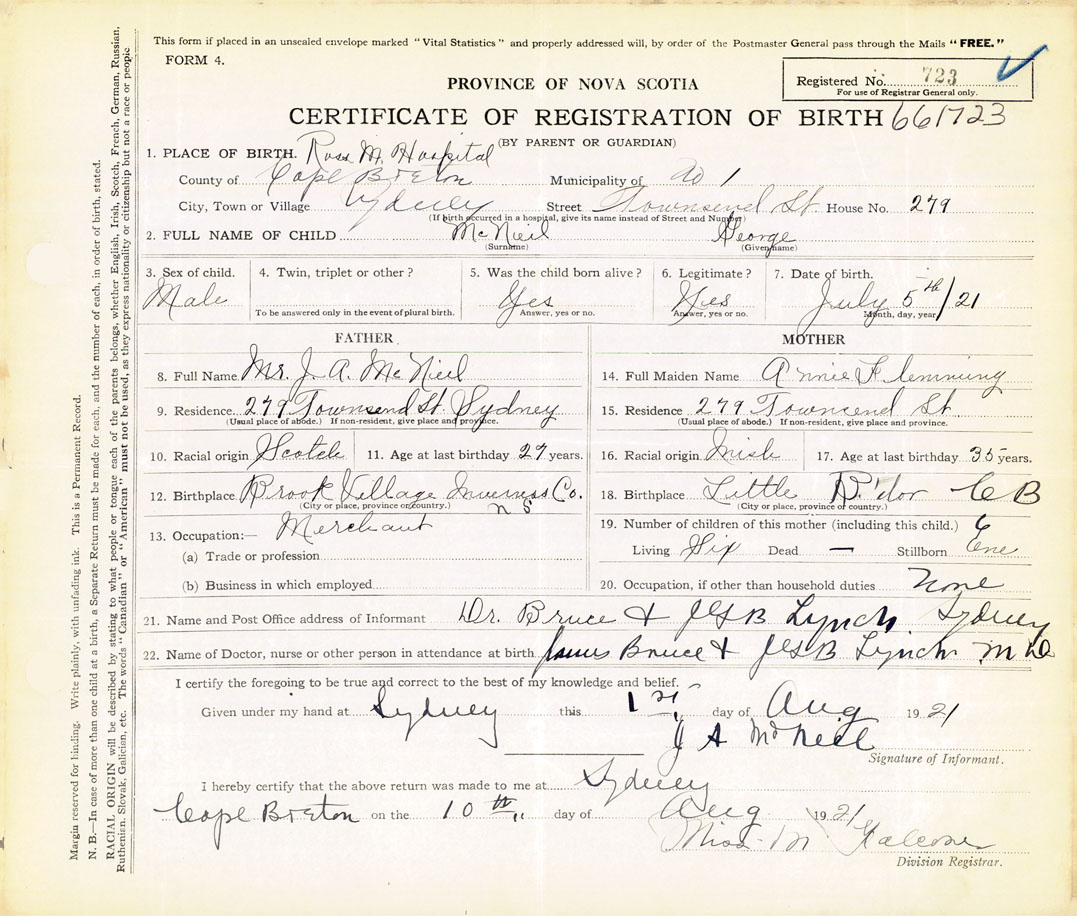 This form if placed in an unsealed envelope marked "Vital Statistics" and properly addressed will, by order of the Postmaster General pass through the Mails "FREE."
FORM 4.
Registered No. 723
For use of Registrar General only.
PROVINCE OF NOVA SCOTIA
CERTIFICATE OF REGISTRATION OF BIRTH 661723
(BY PARENT OR GUARDIAN)
1. PLACE OF BIRTH. Ross M. Hospital
County of Cape Breton Municipality of 1
City, Town or Village Sydney Street Townsend St. House No. 279
(If birth occurred in a hospital, give its name instead of Street and Number)
2. FULL NAME OF CHILD McNieil George
(Surname) (Given name)
3. Sex of child. 4. Twin, triplet or other? 5. Was the child born alive? 6. Legitimate? 7. Date of birth.
Male Yes Yes July 5th/21
To be answered only in the event of plural birth. Answer, yes or no. Answer, yes or no. Month, day, year
FATHER MOTHER
8. Full Name Mr. J. A. McNieil
14. Full Maiden Name Annie Flemming
9. Residence 279 Townsend St. Sydney
(Usual place of abode.) If non-resident, give place and province.
15. Residence 279 Towncend St
(Usual place of abode.) If non-resident, give place and province.
10. Racial origin Scotch 11. Age at last birthday 27 years.
16. Racial origin Irish 17. Age at last birthday 35 years.
12. Birthplace Brook Village Inverness Co.
(City or place, province or country.) N S
18. Birthplace Little B.'dor C B
(City or place, province or country.)
13. Occupation:— Merchant
(a) Trade or profession
(b) Business in which employed
19. Number of children of this mother (including this child.) 6
Living Six Dead — Stillborn One
20. Occupation, if other than household duties None
21. Name and Post Office address of Informant Dr. Bruce & JGB Lynch. Sydney
22. Name of Doctor, nurse or other person in attendance at birth James Bruce & JGB Lynch M D
I certify the foregoing to be true and correct to the best of my knowledge and belief.
Given under my hand at Sydney this 1st day of Aug 1921
J A McNeil
Signature of Informant.
I hereby certify that the above return was made to me at Sydney
Cape Breton on the 10th day of Aug 1921
Miss M Falconer
Division Registrar.
Margin reserved for binding. Write plainly, with unfading ink. This is a Permanent Record.
N. B.—In case of more than one child at a birth, a Separate Return must be made for each, and the number of each, in order of birth, stated.
RACIAL ORIGIN will be described by stating to what people or tongue each of the parents belongs, whether English, Irish, Scotch, French, German, Russian,
Ruthenian, Slovak, Galician, etc. The words "Canadian" or "American" must not be used, as they express nationality or citizenship but not a race or people